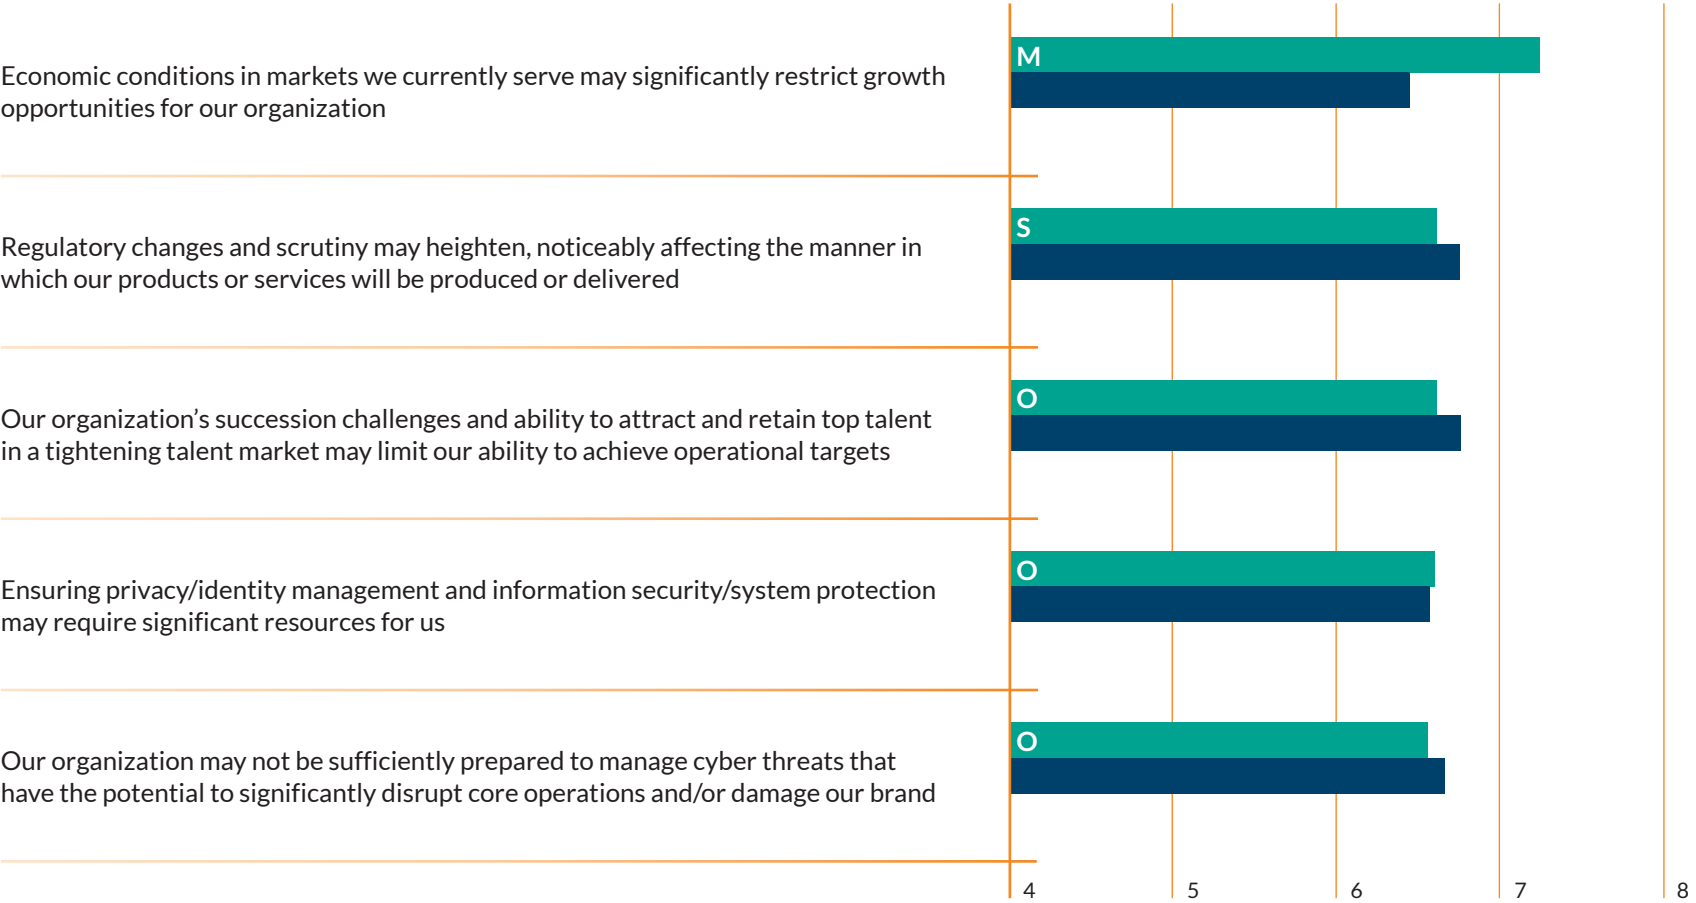 M
Economic conditions in markets we currently serve may significantly restrict growth
opportunities for our organization
S
Regulatory changes and scrutiny may heighten, noticeably affecting the manner in
which our products or services will be produced or delivered
O
Our organization’s succession challenges and ability to attract and retain top talent
in a tightening talent market may limit our ability to achieve operational targets
O
Ensuring privacy/identity management and information security/system protection
may require significant resources for us
O
Our organization may not be sufficiently prepared to manage cyber threats that
have the potential to significantly disrupt core operations and/or damage our brand
4 5 6 7 8